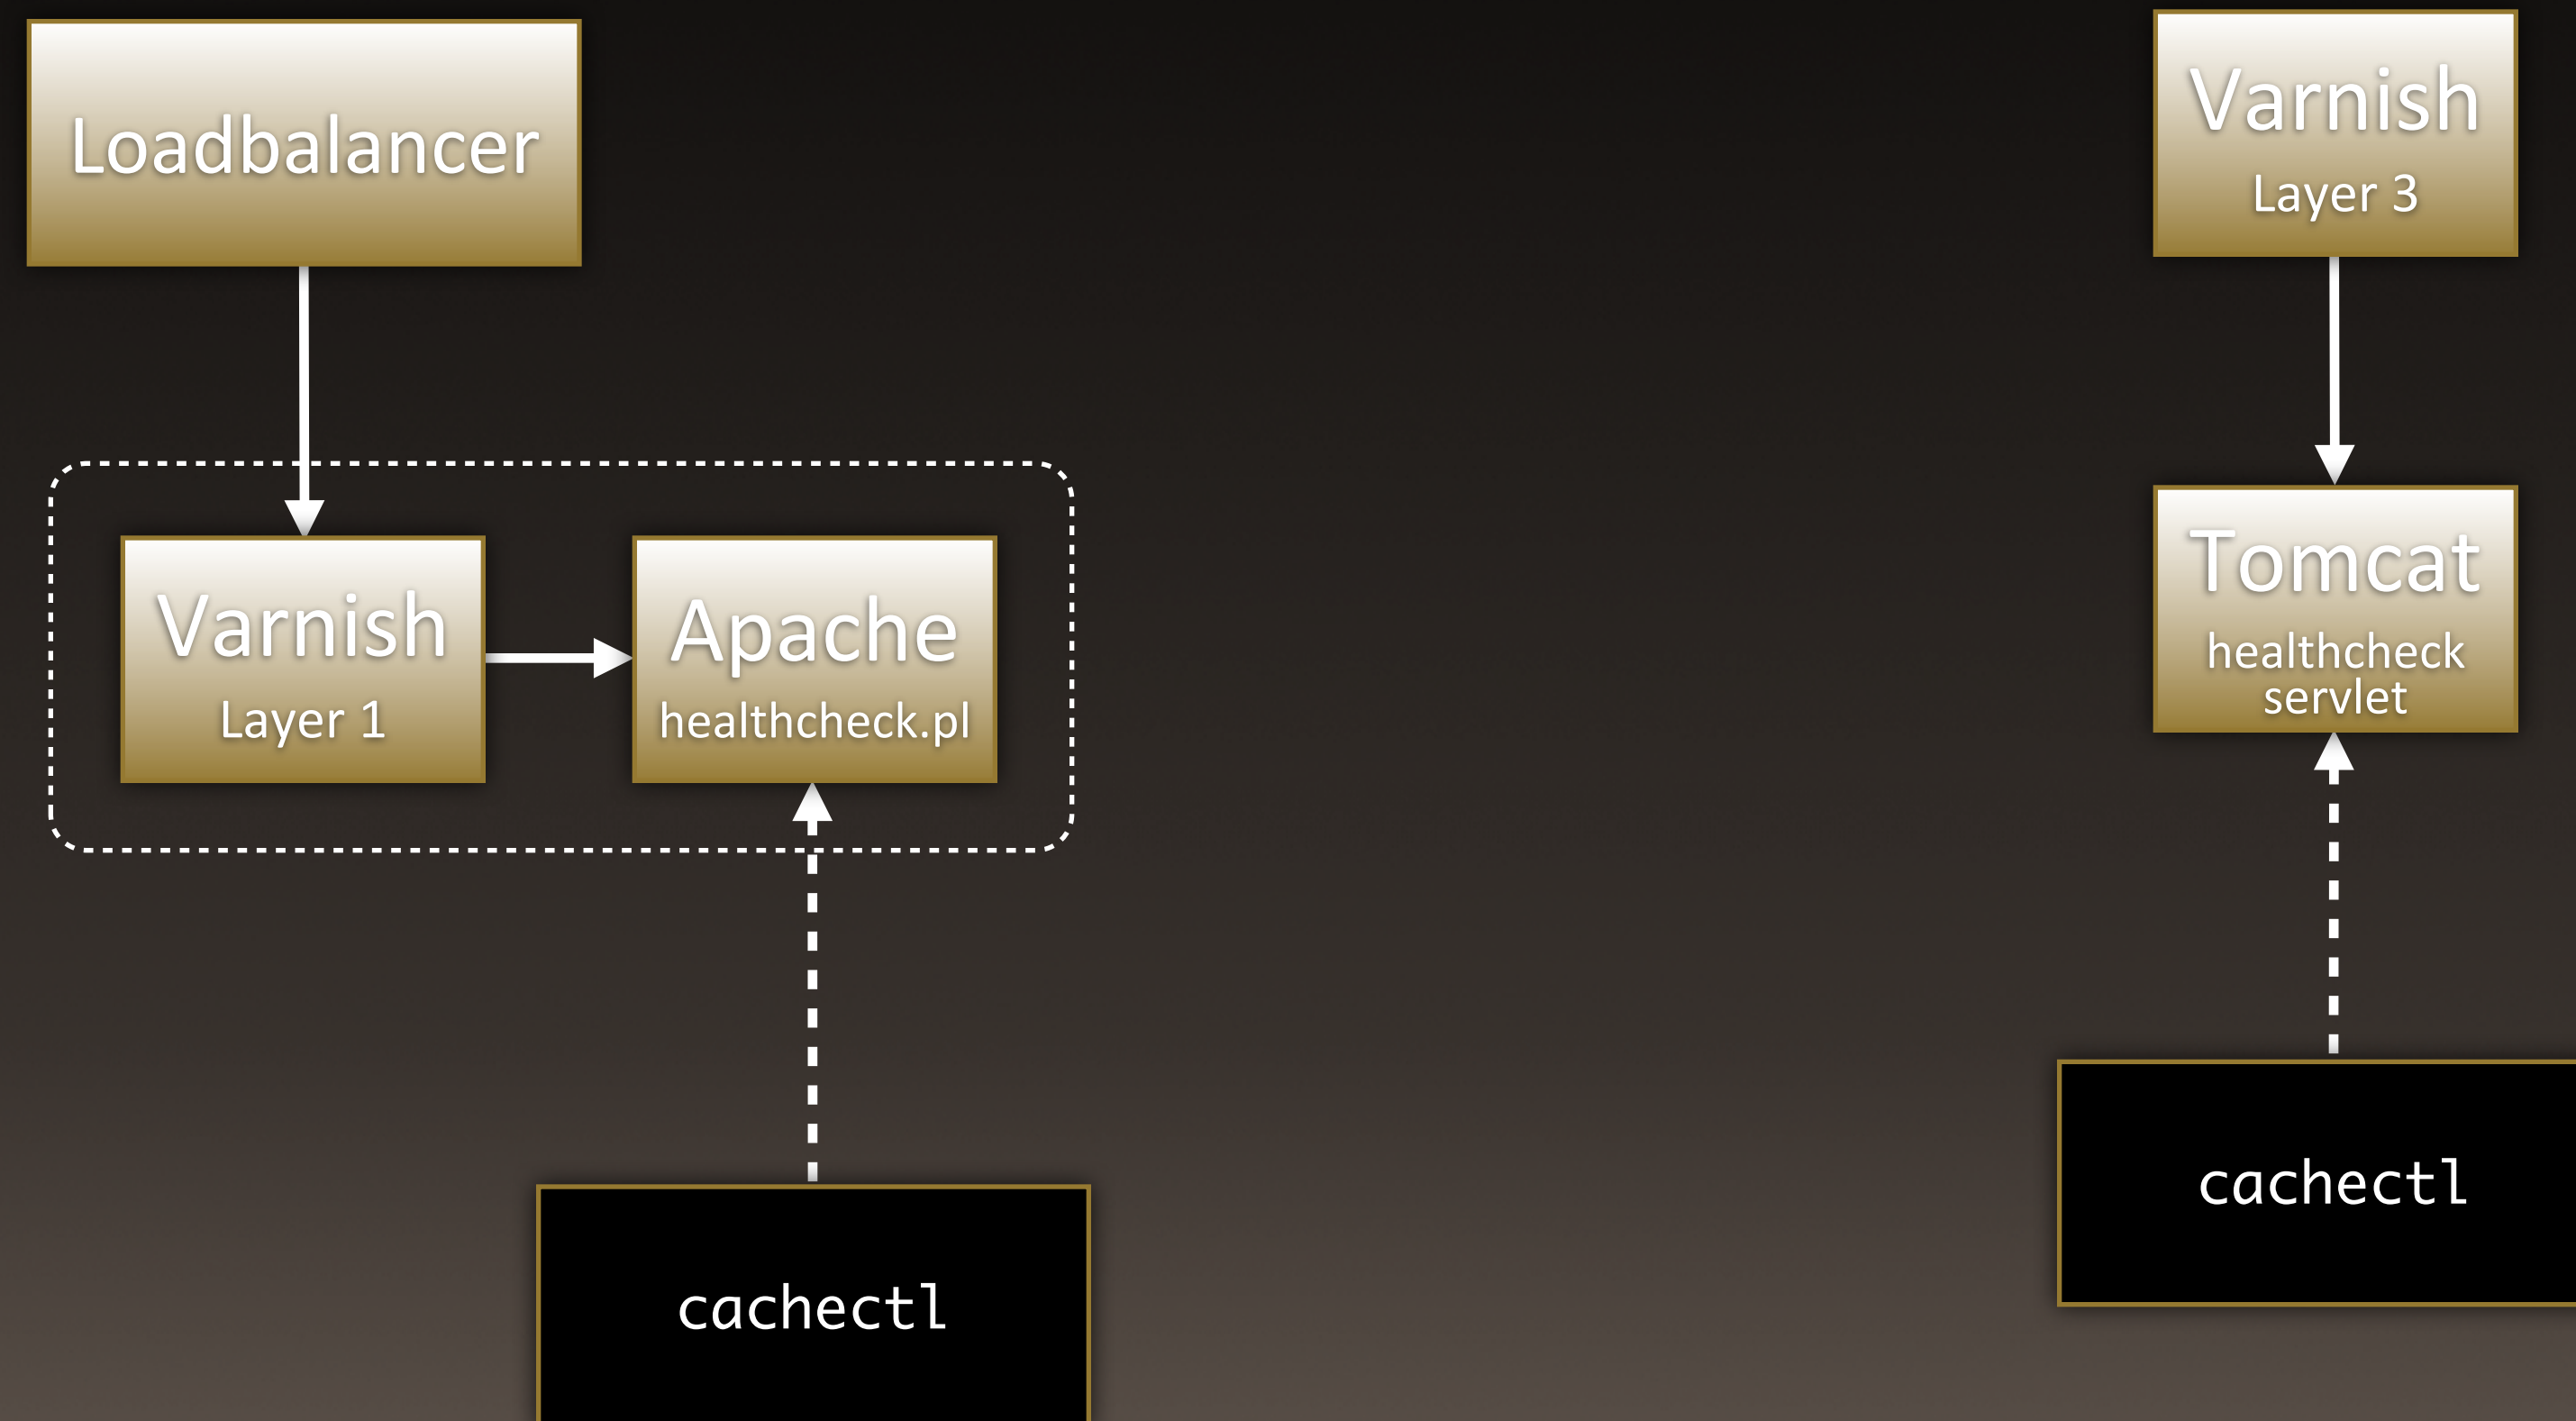 Loadbalancer
Varnish
Layer 1
Apache
healthcheck.pl
cachectl
Varnish
Layer 3
Tomcat
healthcheck
servlet
cachectl